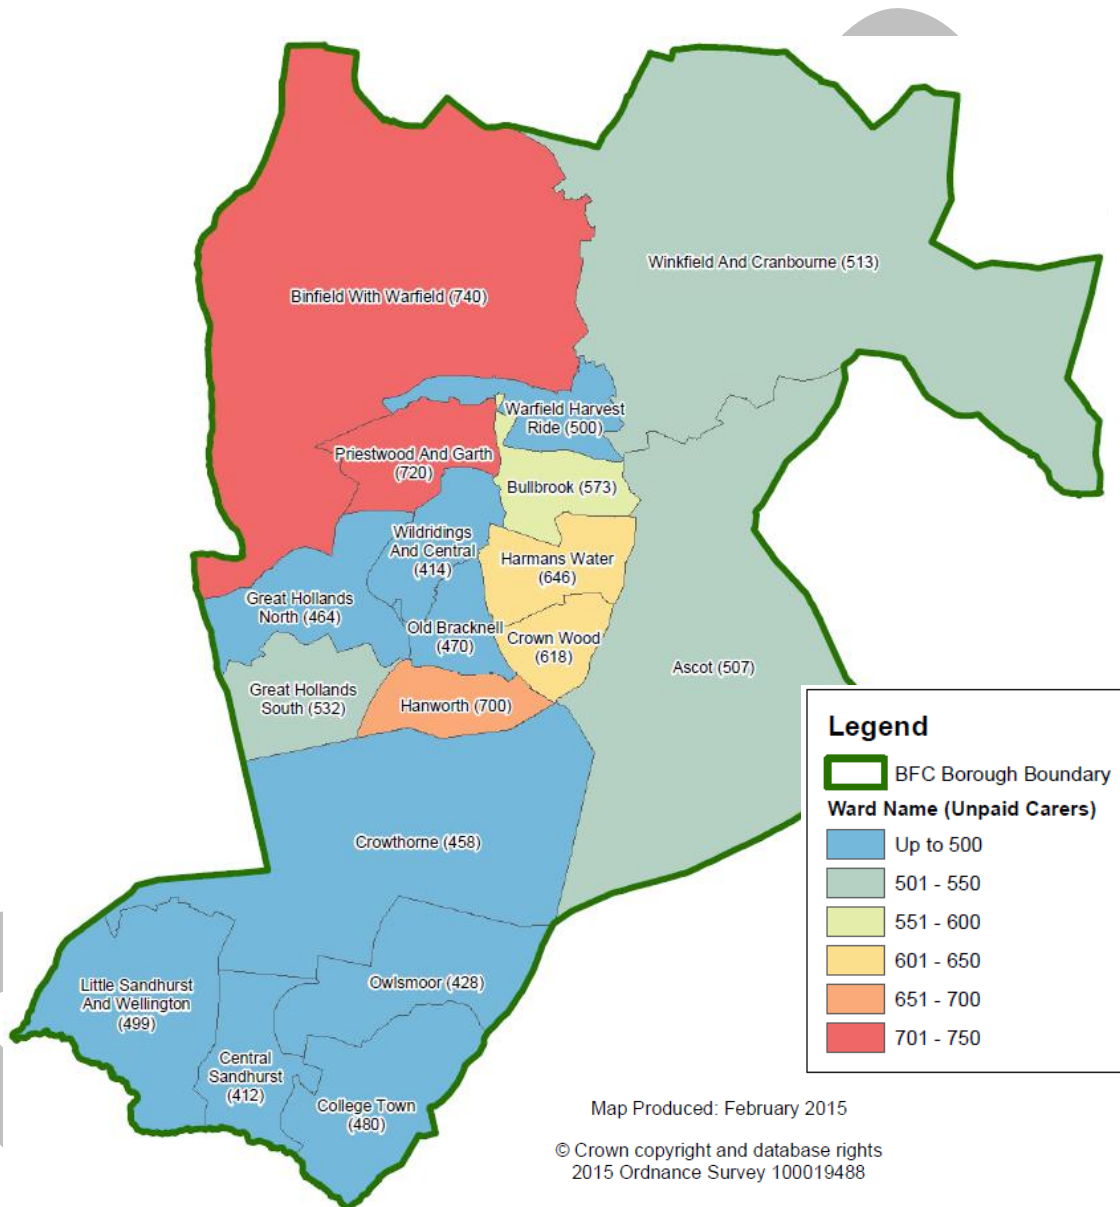 Winkfield And Cranbourne (513)
Binfield With Warfield (740)
Warfield Harvest
Ride (500)
Priestwood And Garth
(720)
Bullbrook (573)
Wildridings
And Central
(414)
Harmans Water
(646)
Great Hollands
North (464)
Old Bracknell
(470)
Crown Wood
(618)
Ascot (507)
Great Hollands
South (532)
Hanworth (700)
Crowthorne (458)
Little Sandhurst
And Wellington
(499)
Owlsmoor (428)
Central
Sandhurst
(412)
College Town
(480)
Legend
BFC Borough Boundary
Ward Name (Unpaid Carers)
Up to 500
501 - 550
551 - 600
601 - 650
651 - 700
701 - 750
Map Produced: February 2015
© Crown copyright and database rights
2015 Ordnance Survey 100019488